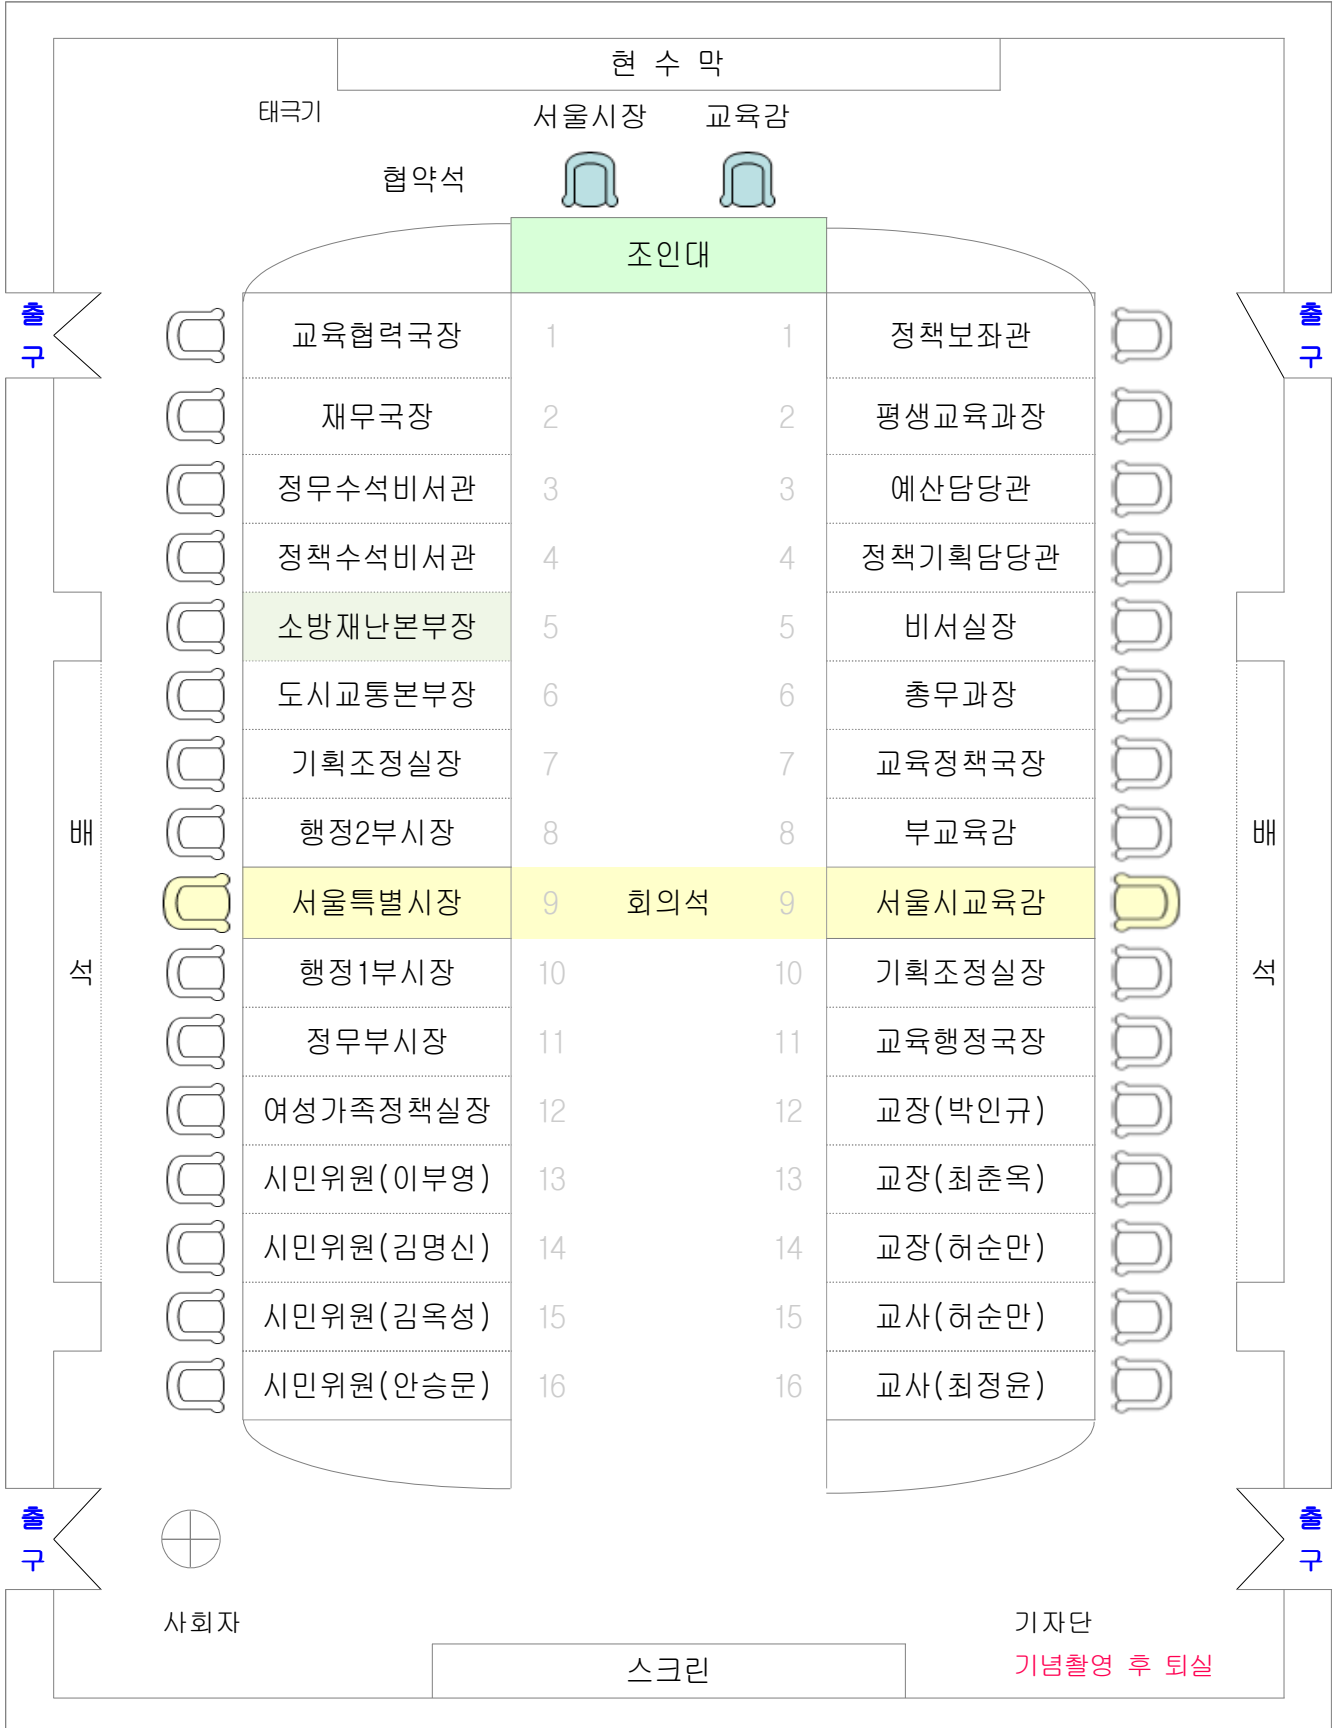 현 수 막
태극기
서울시장 교육감
협약석
조인대
출구 출구
교육협력국장 1 1 정책보좌관
재무국장 2 2 평생교육과장
정무수석비서관 3 3 예산담당관
정책수석비서관 4 4 정책기획담당관
소방재난본부장 5 5 비서실장
도시교통본부장 6 6 총무과장
기획조정실장 7 7 교육정책국장
배 행정2부시장 8 8 부교육감 배
서울특별시장 9 회의석 9 서울시교육감
석 행정1부시장 10 10 기획조정실장 석
정무부시장 11 11 교육행정국장
여성가족정책실장 12 12 교장(박인규)
시민위원(이부영) 13 13 교장(최춘옥)
시민위원(김명신) 14 14 교장(허순만)
시민위원(김옥성) 15 15 교사(허순만)
시민위원(안승문) 16 16 교사(최정윤)
출구 출구
사회자 기자단
스크린 기념촬영 후 퇴실